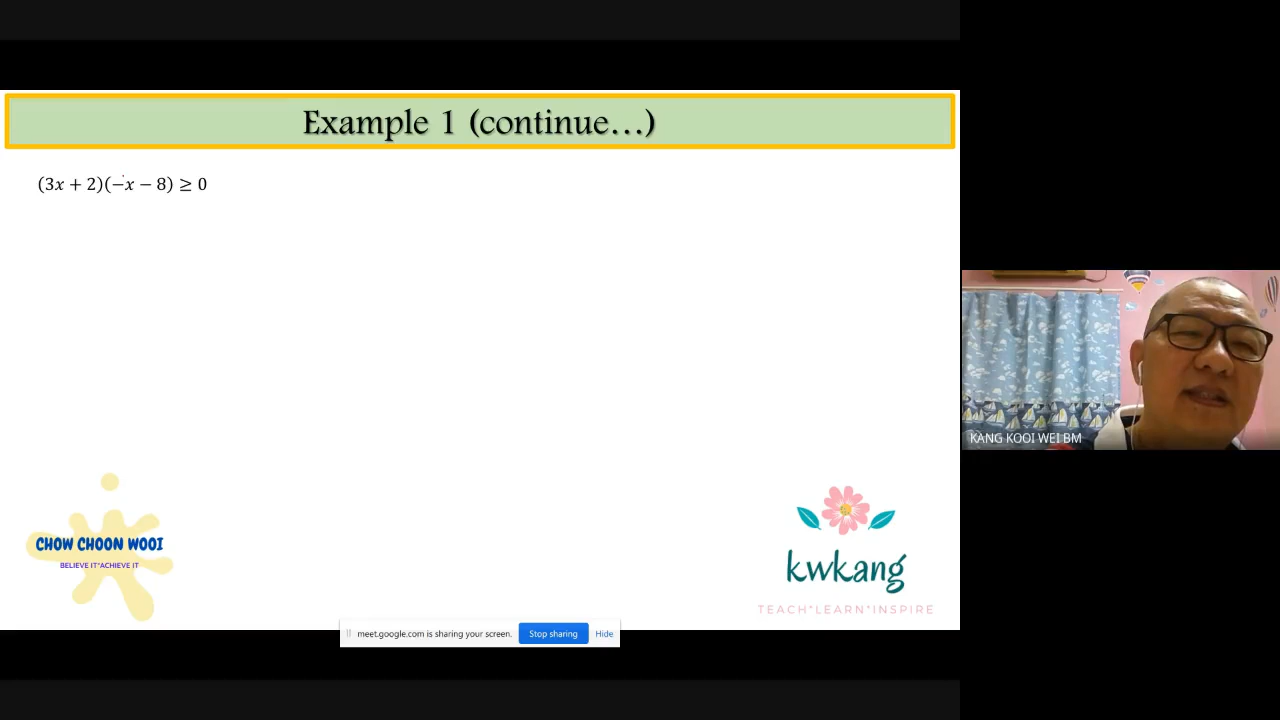 Example 1 (continue...)
(3x + 2)(−x − 8) ≥ 0
KANG KOOI WEI BM
CHOW CHOON WOOI
BELIEVE IT*ACHIEVE IT
kwkang
TEACH*LEARN*INSPIRE
meet.google.com is sharing your screen. Stop sharing Hide